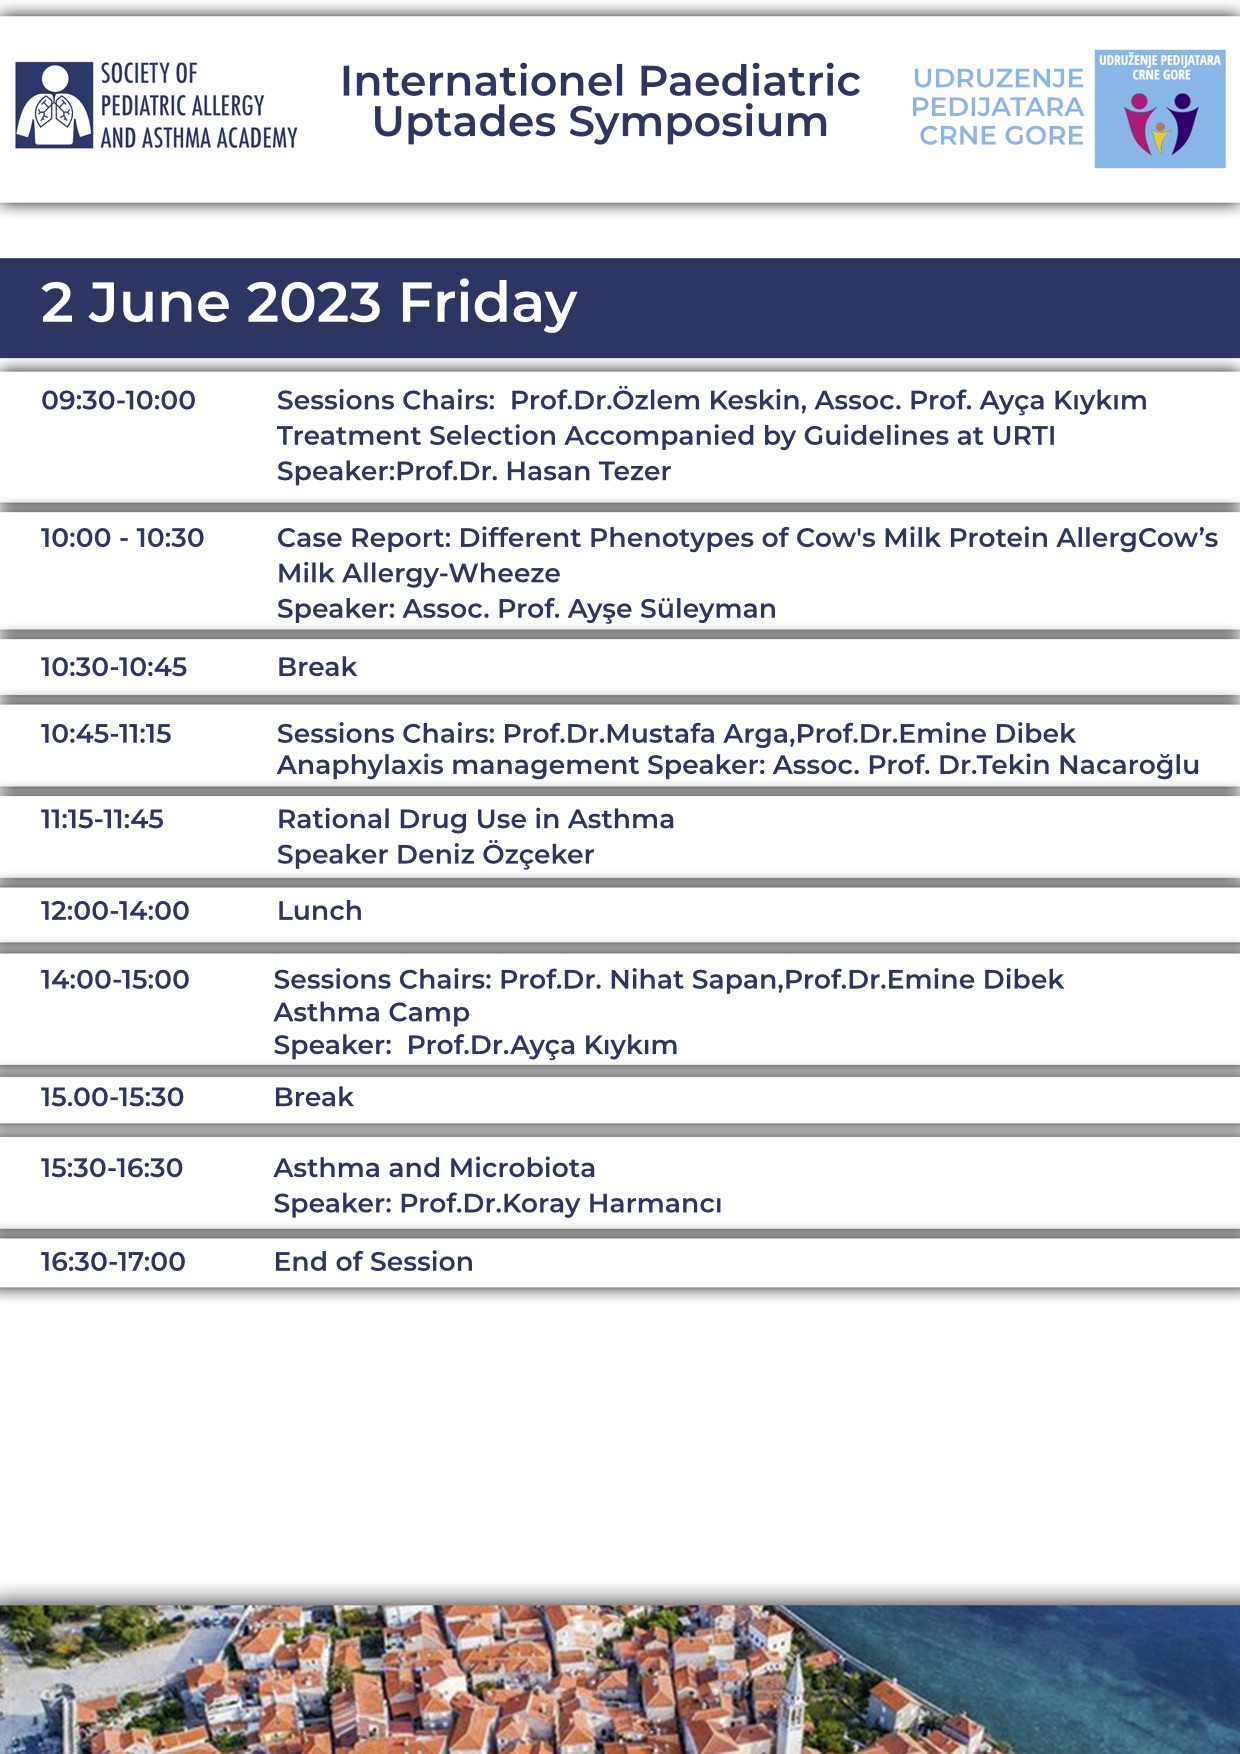 SOCIETY OF
PEDIATRIC ALLERGY
AND ASTHMA ACADEMY
Internationel Paediatric
Uptades Symposium
UDRUZENJE
PEDIJATARA
CRNE GORE
UDRUŽENJE PEDIJATARA
CRNE GORE
2 June 2023 Friday
09:30-10:00 Sessions Chairs: Prof.Dr.Özlem Keskin, Assoc. Prof. Ayça Kıykım
Treatment Selection Accompanied by Guidelines at URTI
Speaker:Prof.Dr. Hasan Tezer
10:00 - 10:30 Case Report: Different Phenotypes of Cow's Milk Protein AllergCow’s
Milk Allergy-Wheeze
Speaker: Assoc. Prof. Ayşe Süleyman
10:30-10:45 Break
10:45-11:15 Sessions Chairs: Prof.Dr.Mustafa Arga,Prof.Dr.Emine Dibek
Anaphylaxis management Speaker: Assoc. Prof. Dr.Tekin Nacaroğlu
11:15-11:45 Rational Drug Use in Asthma
Speaker Deniz Özçeker
12:00-14:00 Lunch
14:00-15:00 Sessions Chairs: Prof.Dr. Nihat Sapan,Prof.Dr.Emine Dibek
Asthma Camp
Speaker: Prof.Dr.Ayça Kıykım
15.00-15:30 Break
15:30-16:30 Asthma and Microbiota
Speaker: Prof.Dr.Koray Harmancı
16:30-17:00 End of Session